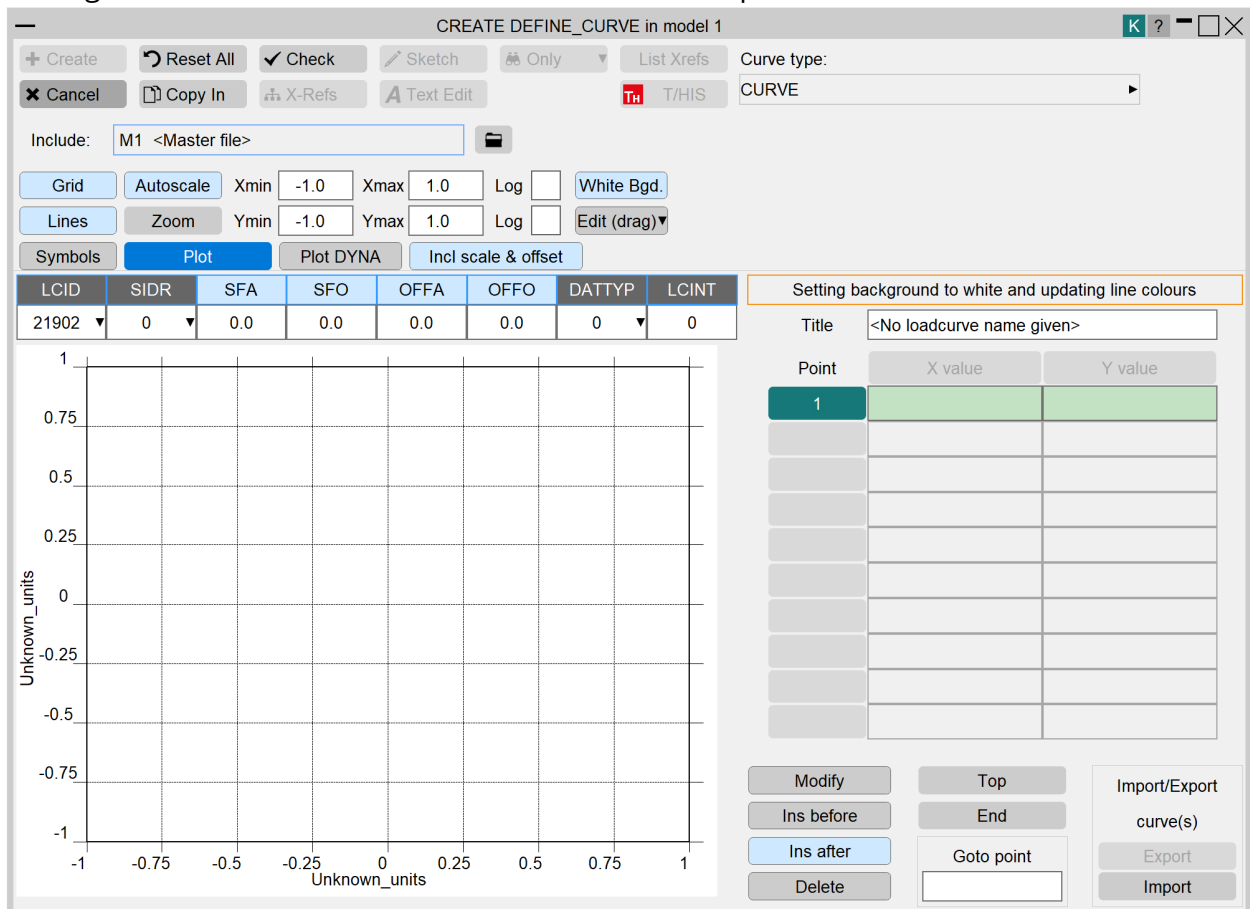 CREATE DEFINE_CURVE in model 1
K ?
Create Reset All Check Sketch Only List Xrefs Curve type:
Cancel Copy In X-Refs A Text Edit TH T/HIS CURVE
Include: M1 <Master file>
Grid Autoscale Xmin -1.0 Xmax 1.0 Log White Bgd.
Lines Zoom Ymin -1.0 Ymax 1.0 Log Edit (drag)
Symbols Plot Plot DYNA Incl scale & offset
LCID SIDR SFA SFO OFFA OFFO DATTYP LCINT
21902 0 0.0 0.0 0.0 0.0 0 0
1
0.75
0.5
0.25
0
-0.25
-0.5
-0.75
-1
Unknown_units
-1 -0.75 -0.5 -0.25 0 0.25 0.5 0.75 1
Unknown_units
Setting background to white and updating line colours
Title <No loadcurve name given>
Point X value Y value
1
Modify Top Import/Export
Ins before End curve(s)
Ins after Goto point Export
Delete Import